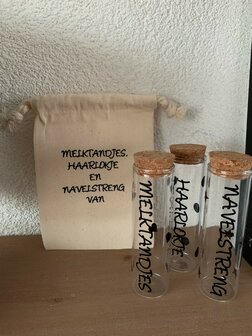 MELKTANDJES,
HAARLOKJE
EN
NAVELSTRENG
VAN
MELKTANDJES
HAARLOKJE
NAVELSTRENG